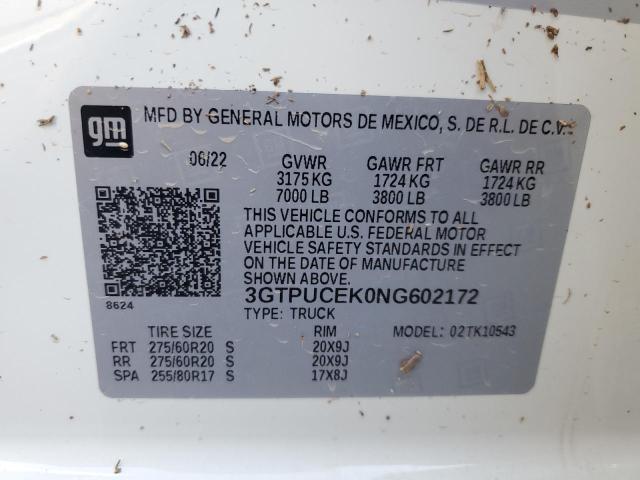 gm
MFD BY GENERAL MOTORS DE MEXICO, S. DE R.L. DE C.V.
06/22 GVWR GAWR FRT GAWR RR
3175 KG 1724 KG 1724 KG
7000 LB 3800 LB 3800 LB
THIS VEHICLE CONFORMS TO ALL
APPLICABLE U.S. FEDERAL MOTOR
VEHICLE SAFETY STANDARDS IN EFFECT
ON THE DATE OF MANUFACTURE
SHOWN ABOVE.
8624
3GTPUCEK0NG602172
TYPE: TRUCK
TIRE SIZE RIM MODEL: 02TK10543
FRT 275/60R20 S 20X9J
RR 275/60R20 S 20X9J
SPA 255/80R17 S 17X8J